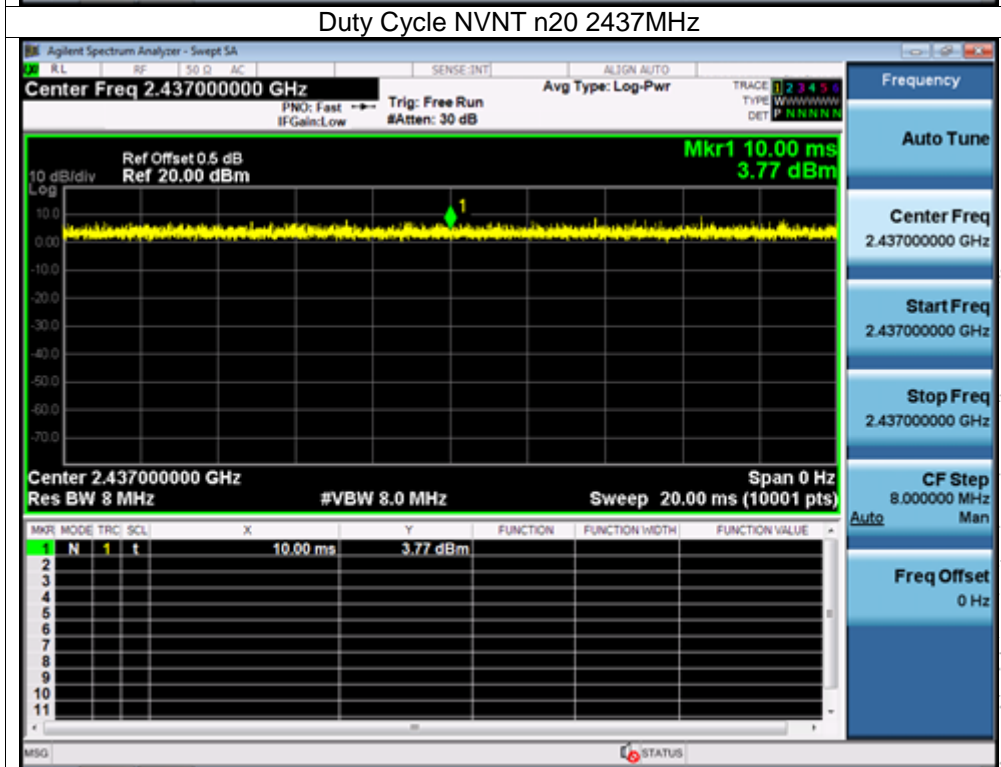 Duty Cycle NVNT n20 2437MHz
Agilent Spectrum Analyzer - Swept SA
RL RF 50 Ω AC SENSE:INT ALIGN AUTO
Center Freq 2.437000000 GHz
PNO: Fast
IFGain:Low
Trig: Free Run
#Atten: 30 dB
Avg Type: Log-Pwr
TRACE 1 2 3 4 5 6
TYPE WWWWWW
DET P N N N N N
Ref Offset 0.5 dB
10 dB/div Ref 20.00 dBm
Log
Mkr1 10.00 ms
3.77 dBm
1
10.0
0.00
-10.0
-20.0
-30.0
-40.0
-50.0
-60.0
-70.0
Center 2.437000000 GHz Span 0 Hz
Res BW 8 MHz #VBW 8.0 MHz Sweep 20.00 ms (10001 pts)
MKR MODE TRC SCL X Y FUNCTION FUNCTION WIDTH FUNCTION VALUE
1 N 1 t 10.00 ms 3.77 dBm
2
3
4
5
6
7
8
9
10
11
MSG STATUS
Frequency
Auto Tune
Center Freq
2.437000000 GHz
Start Freq
2.437000000 GHz
Stop Freq
2.437000000 GHz
CF Step
8.000000 MHz
Auto Man
Freq Offset
0 Hz